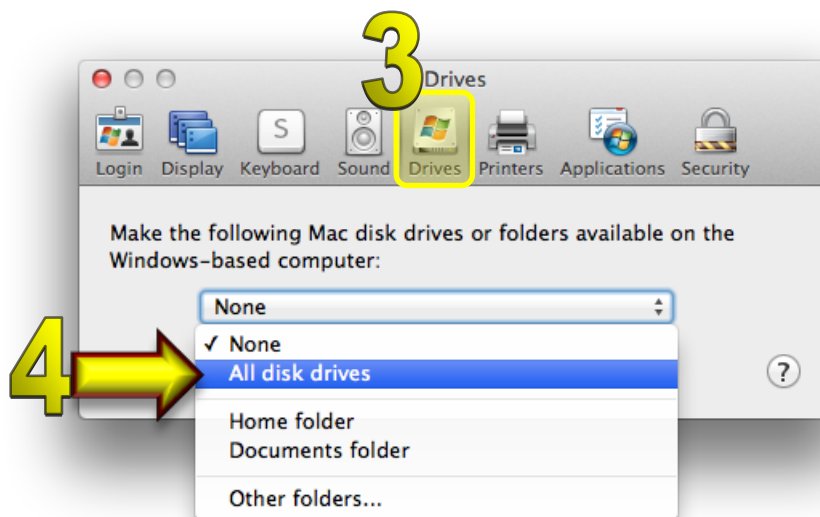 3
Drives
S
Login Display Keyboard Sound Drives Printers Applications Security
Make the following Mac disk drives or folders available on the
Windows-based computer:
None
4
✓ None
All disk drives
?
Home folder
Documents folder
Other folders...